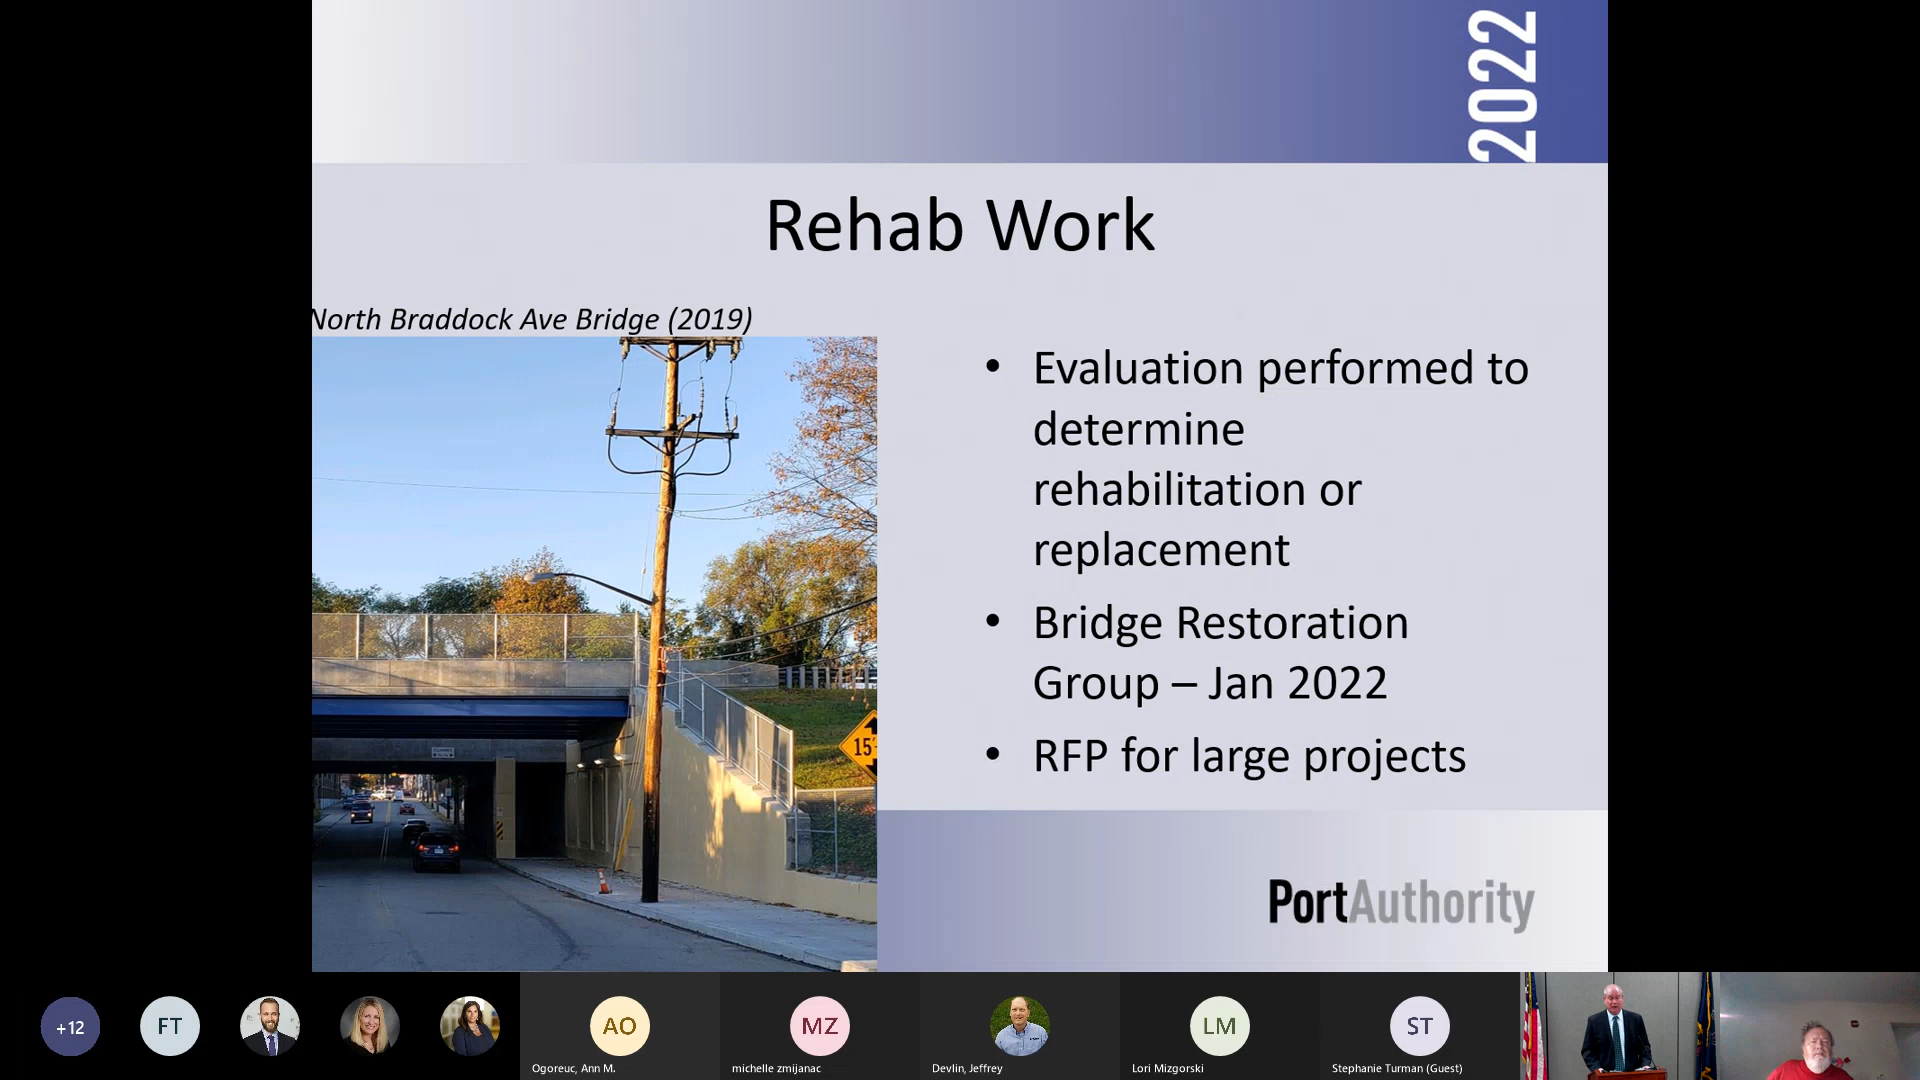 2022
Rehab Work
North Braddock Ave Bridge (2019)
• Evaluation performed to
determine
rehabilitation or
replacement
• Bridge Restoration
Group – Jan 2022
• RFP for large projects
15'
PortAuthority
+12
FT
AO
MZ
LM
ST
Ogoreuc, Ann M.
michelle zmijanac
Devlin, Jeffrey
Lori Mizgorski
Stephanie Turman (Guest)